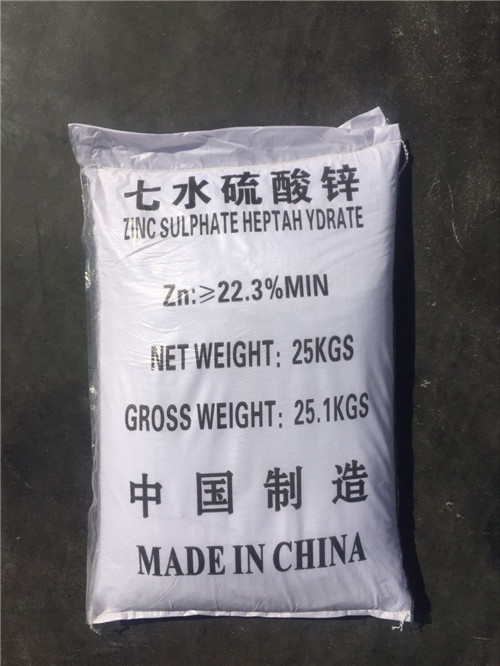 七水硫酸锌
ZINC SULPHATE HEPTAH YDRATE
Zn:≥22.3%MIN
NET WEIGHT: 25KGS
GROSS WEIGHT: 25.1KGS
中国制造
MADE IN CHINA